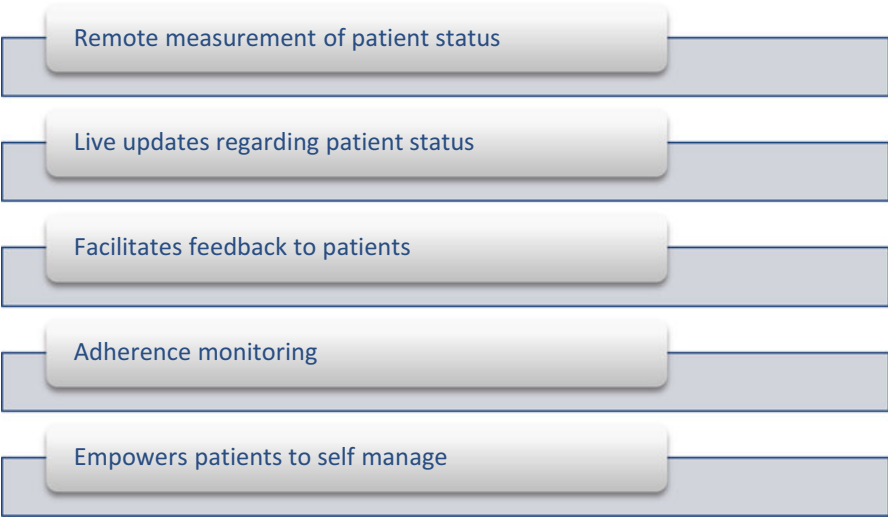 Remote measurement of patient status
Live updates regarding patient status
Facilitates feedback to patients
Adherence monitoring
Empowers patients to self manage